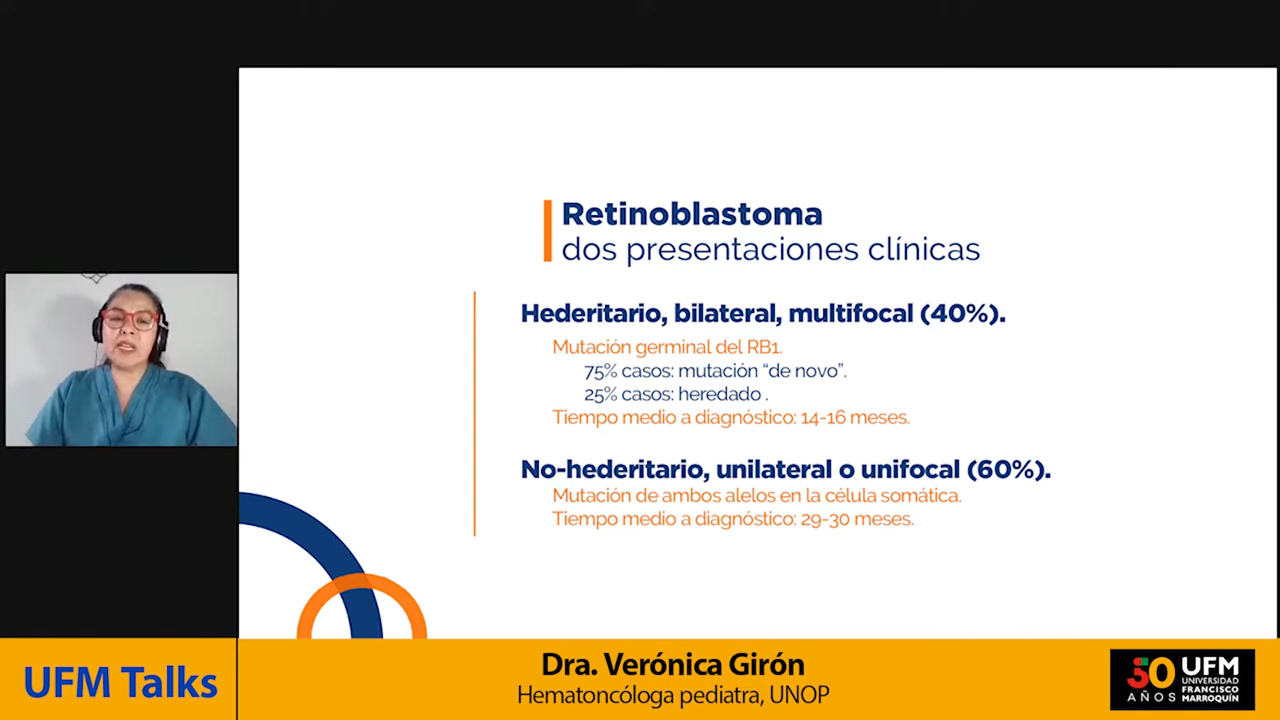 Retinoblastoma
dos presentaciones clínicas
Hederitario, bilateral, multifocal (40%).
Mutación germinal del RB1.
75% casos: mutación “de novo”.
25% casos: heredado .
Tiempo medio a diagnóstico: 14-16 meses.
No-hederitario, unilateral o unifocal (60%).
Mutación de ambos alelos en la célula somática.
Tiempo medio a diagnóstico: 29-30 meses.
UFM Talks
Dra. Verónica Girón
Hematoncóloga pediatra, UNOP
50
AÑOS
UFM
UNIVERSIDAD
FRANCISCO
MARROQUÍN